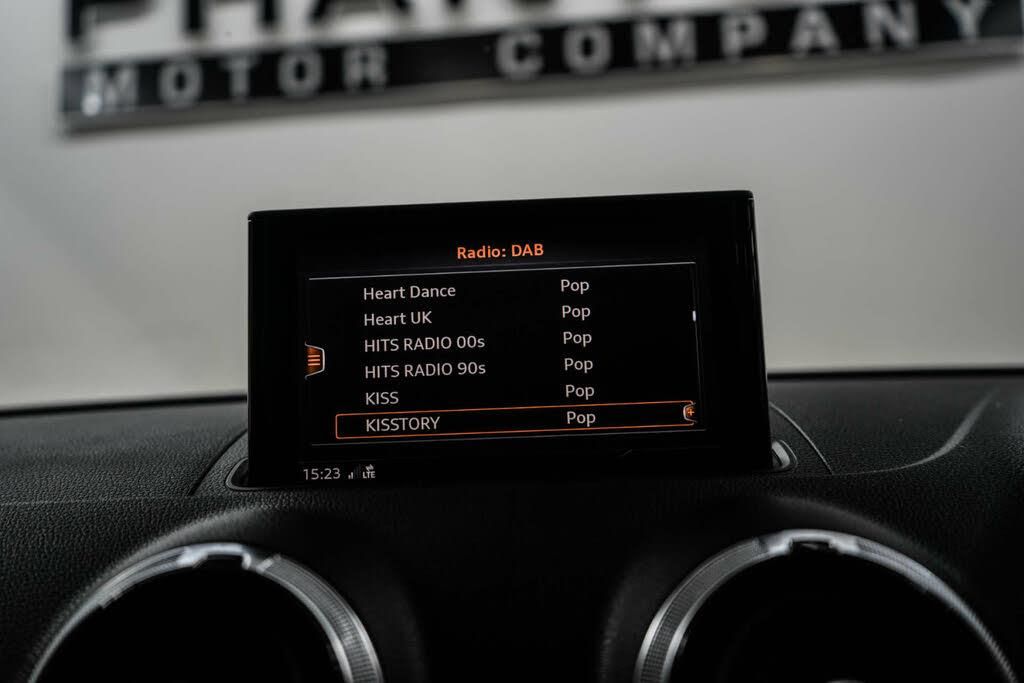 MOTOR COMPANY
Radio: DAB
Heart Dance Pop
Heart UK Pop
HITS RADIO 00s Pop
HITS RADIO 90s Pop
KISS Pop
KISSTORY Pop
15:23 LTE